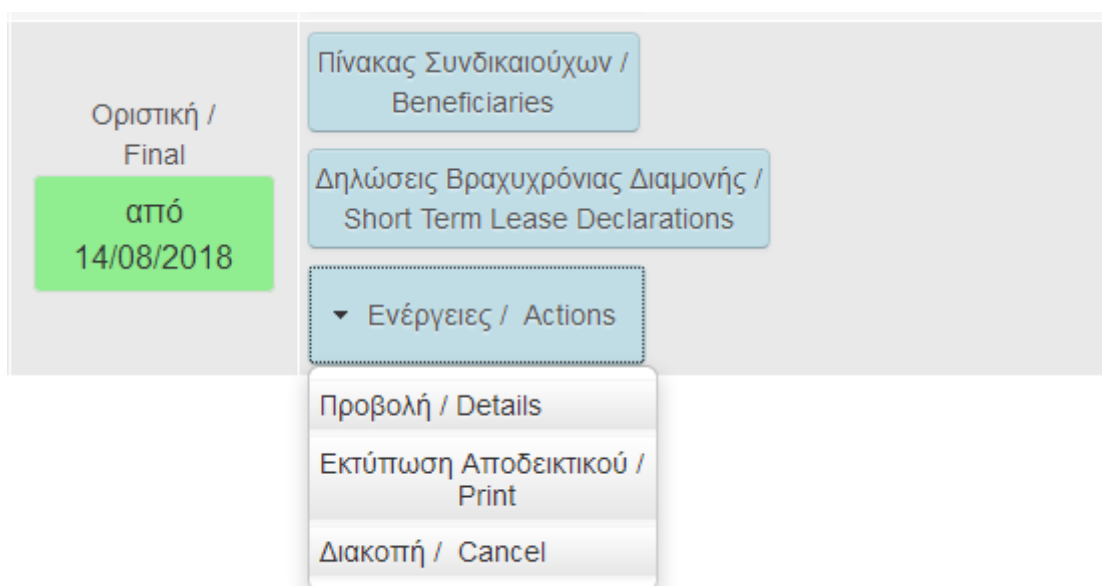 Οριστική /
Final
από
14/08/2018
Πίνακας Συνδικαιούχων /
Beneficiaries
Δηλώσεις Βραχυχρόνιας Διαμονής /
Short Term Lease Declarations
Ενέργειες / Actions
Προβολή / Details
Εκτύπωση Αποδεικτικού /
Print
Διακοπή / Cancel